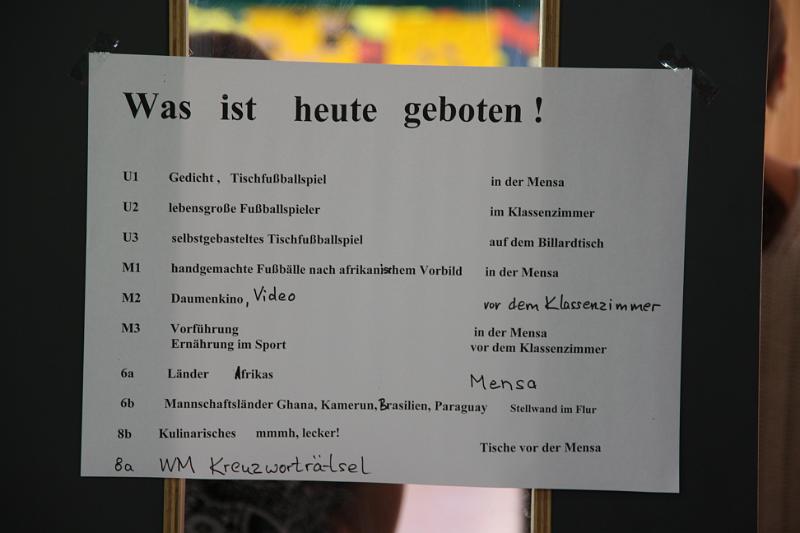 Was ist heute geboten !
U1 Gedicht , Tischfußballspiel in der Mensa
U2 lebensgroße Fußballspieler im Klassenzimmer
U3 selbstgebasteltes Tischfußballspiel auf dem Billardtisch
M1 handgemachte Fußbälle nach afrikanischem Vorbild in der Mensa
M2 Daumenkino, Video vor dem Klassenzimmer
M3 Vorführung in der Mensa
Ernährung im Sport vor dem Klassenzimmer
6a Länder Afrikas Mensa
6b Mannschaftsländer Ghana, Kamerun, Brasilien, Paraguay Stellwand im Flur
8b Kulinarisches mmmh, lecker! Tische vor der Mensa
8a WM Kreuzworträtsel